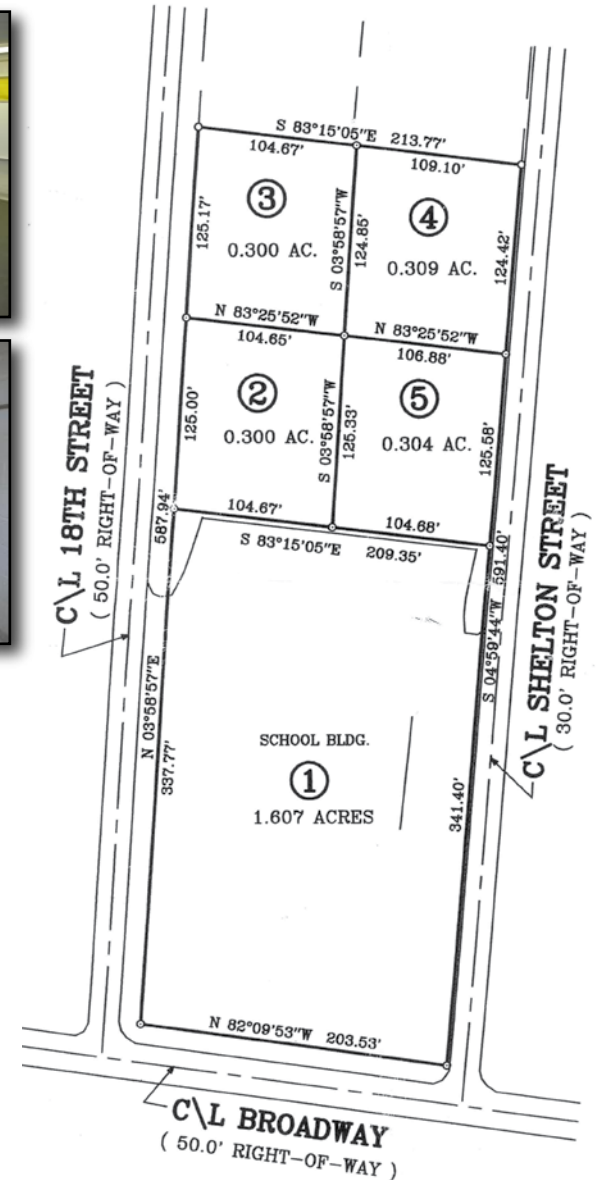 S 83°15'05"E 213.77'
104.67'
109.10'
125.17'
3
0.300 AC.
S 03°58'57"W
124.85'
4
0.309 AC.
124.42'
N 83°25'52"W
104.65'
N 83°25'52"W
106.88'
125.00'
2
0.300 AC.
S 03°58'57"W
125.33'
5
0.304 AC.
125.58'
C\L 18TH STREET
( 50.0' RIGHT-OF-WAY )
587.94'
104.67'
104.68'
S 83°15'05"E 209.35'
591.40'
S 04°59'44"W
C\L SHELTON STREET
( 30.0' RIGHT-OF-WAY )
N 03°58'57"E
337.77'
SCHOOL BLDG.
1
1.607 ACRES
341.40'
N 82°09'53"W 203.53'
C\L BROADWAY
( 50.0' RIGHT-OF-WAY )